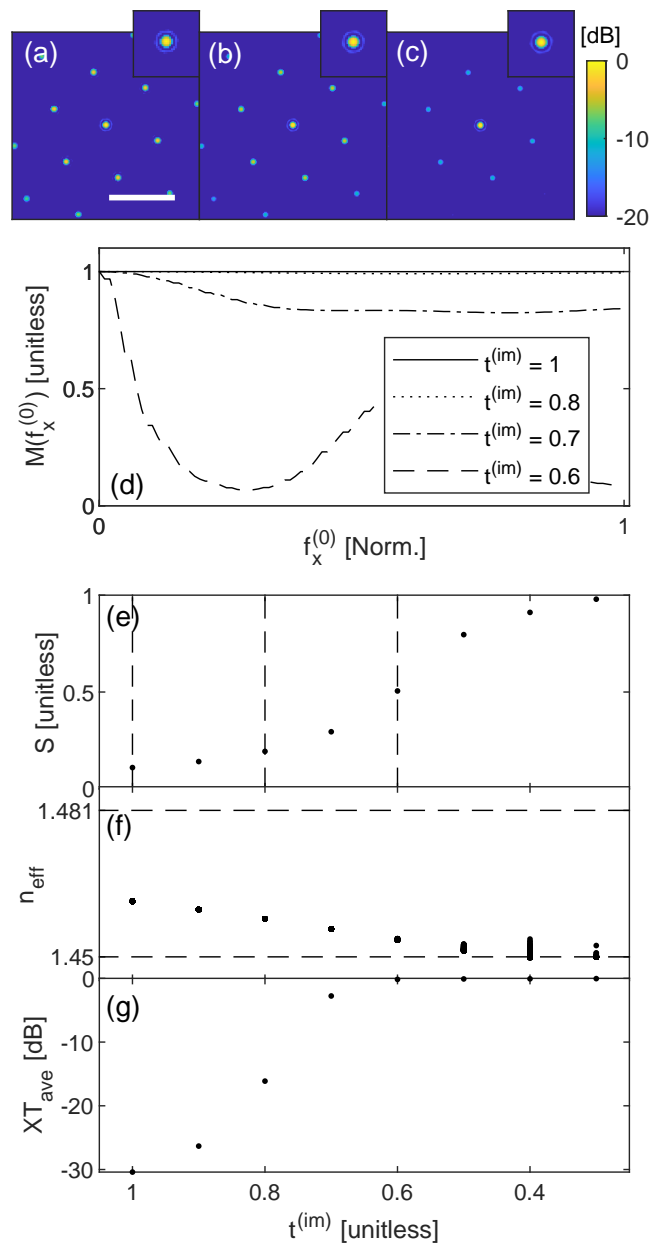 (a) (b) (c) [dB]
0
-10
-20
1
0.5
0
M(f_x^(0)) [unitless]
(d)
t^(im) = 1
t^(im) = 0.8
t^(im) = 0.7
t^(im) = 0.6
0 1
f_x^(0) [Norm.]
1
0.5
0
S [unitless]
(e)
1.481
1.45
n_eff
(f)
0
-10
-20
-30
XT_ave [dB]
(g)
1 0.8 0.6 0.4
t^(im) [unitless]